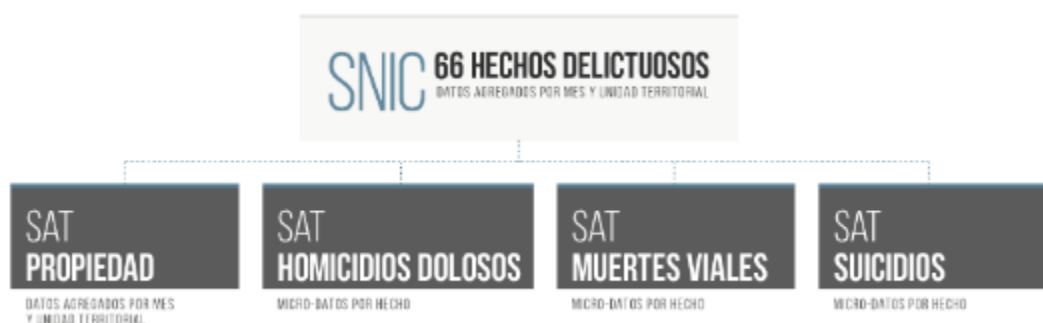 SNIC 66 HECHOS DELICTUOSOS
DATOS AGREGADOS POR MES Y UNIDAD TERRITORIAL
SAT
PROPIEDAD
DATOS AGREGADOS POR MES
Y UNIDAD TERRITORIAL
SAT
HOMICIDIOS DOLOSOS
MICRO-DATOS POR HECHO
SAT
MUERTES VIALES
MICRO-DATOS POR HECHO
SAT
SUICIDIOS
MICRO-DATOS POR HECHO